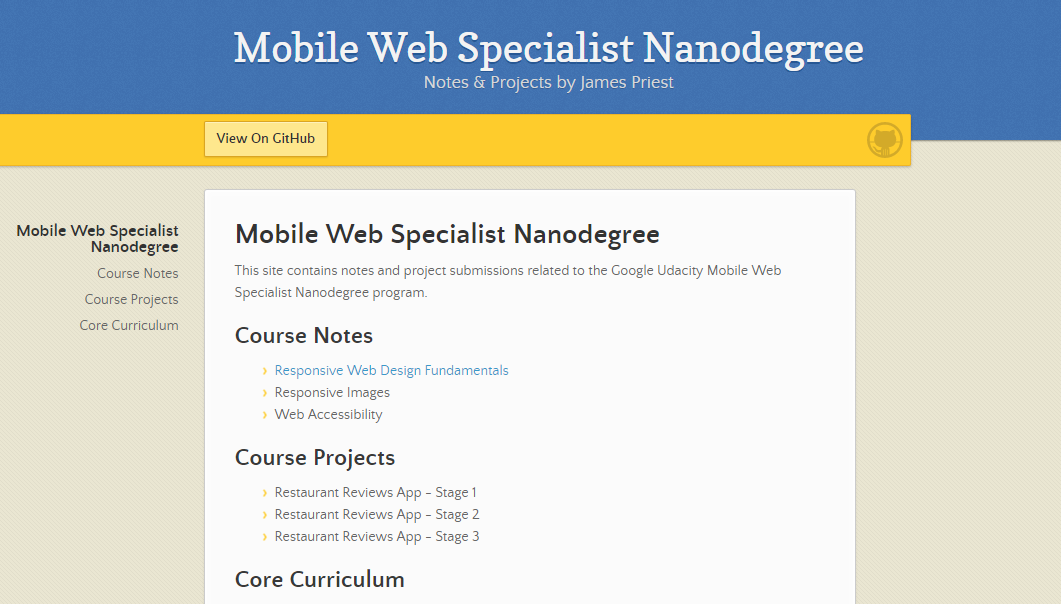 Mobile Web Specialist Nanodegree
Notes & Projects by James Priest
View On GitHub
Mobile Web Specialist
Nanodegree
Course Notes
Course Projects
Core Curriculum
Mobile Web Specialist Nanodegree
This site contains notes and project submissions related to the Google Udacity Mobile Web
Specialist Nanodegree program.
Course Notes
› Responsive Web Design Fundamentals
› Responsive Images
› Web Accessibility
Course Projects
› Restaurant Reviews App – Stage 1
› Restaurant Reviews App – Stage 2
› Restaurant Reviews App – Stage 3
Core Curriculum